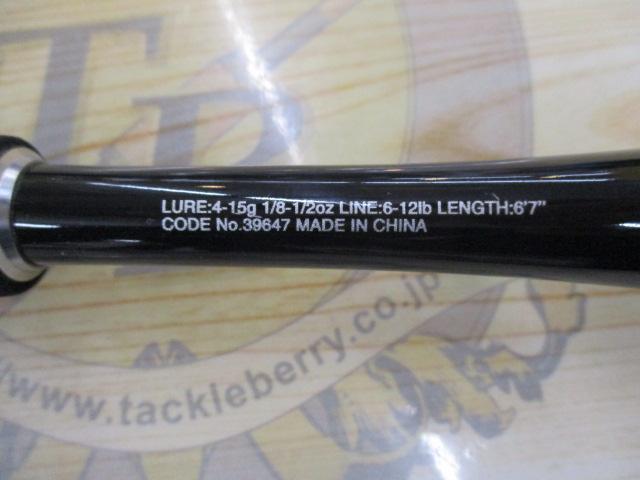 TB
LURE:4-15g 1/8-1/2oz LINE:6-12lb LENGTH:6'7"
CODE No.39647 MADE IN CHINA
//www.tackleberry.co.jp